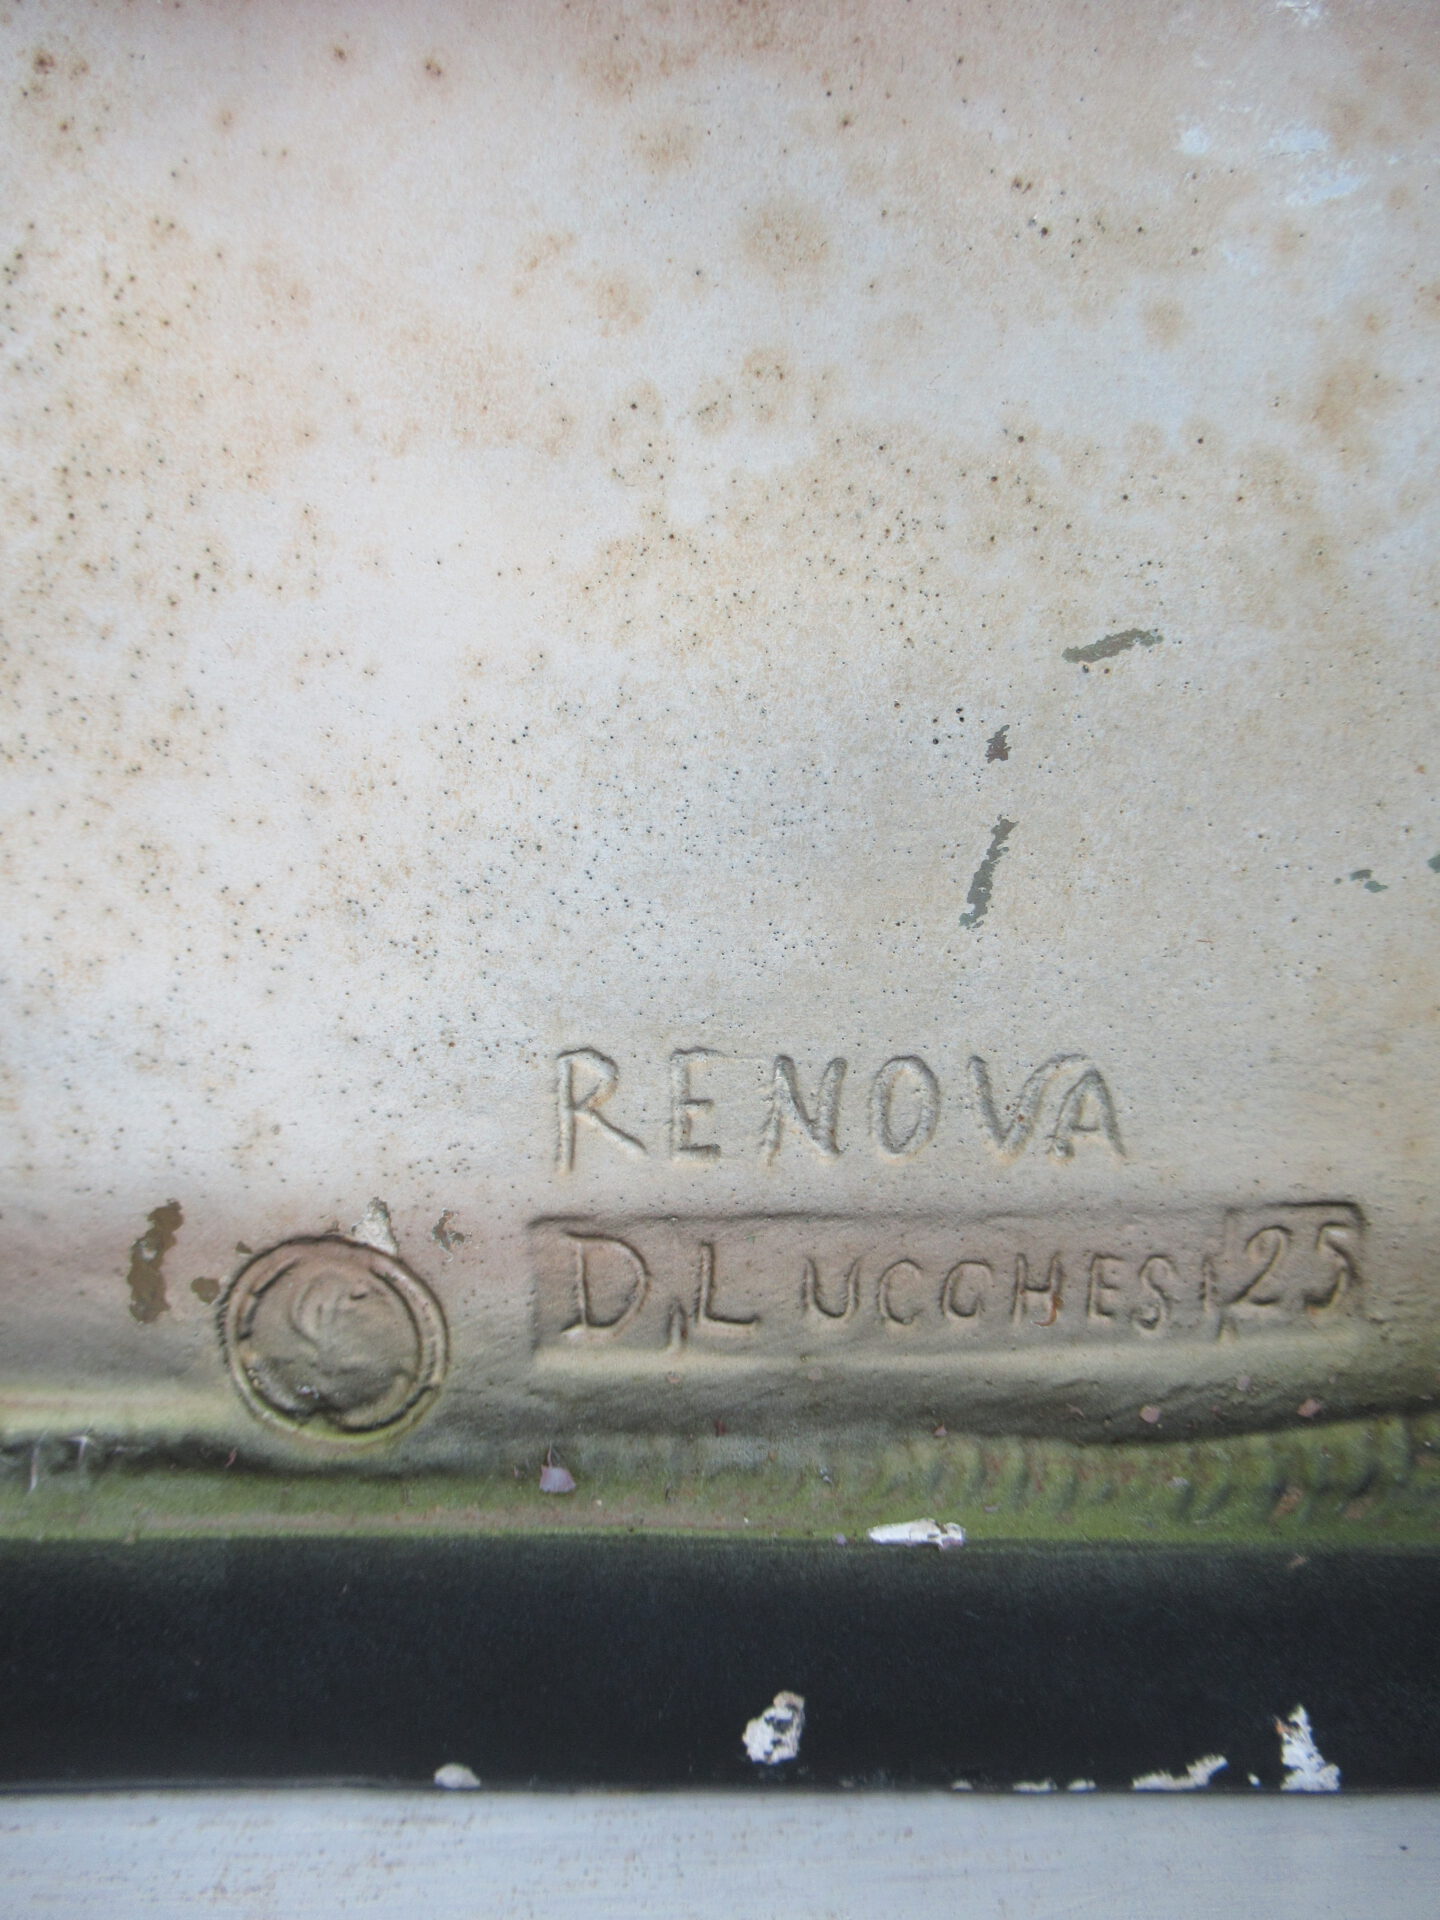 RENOVA
D. LUCCHESI, 25